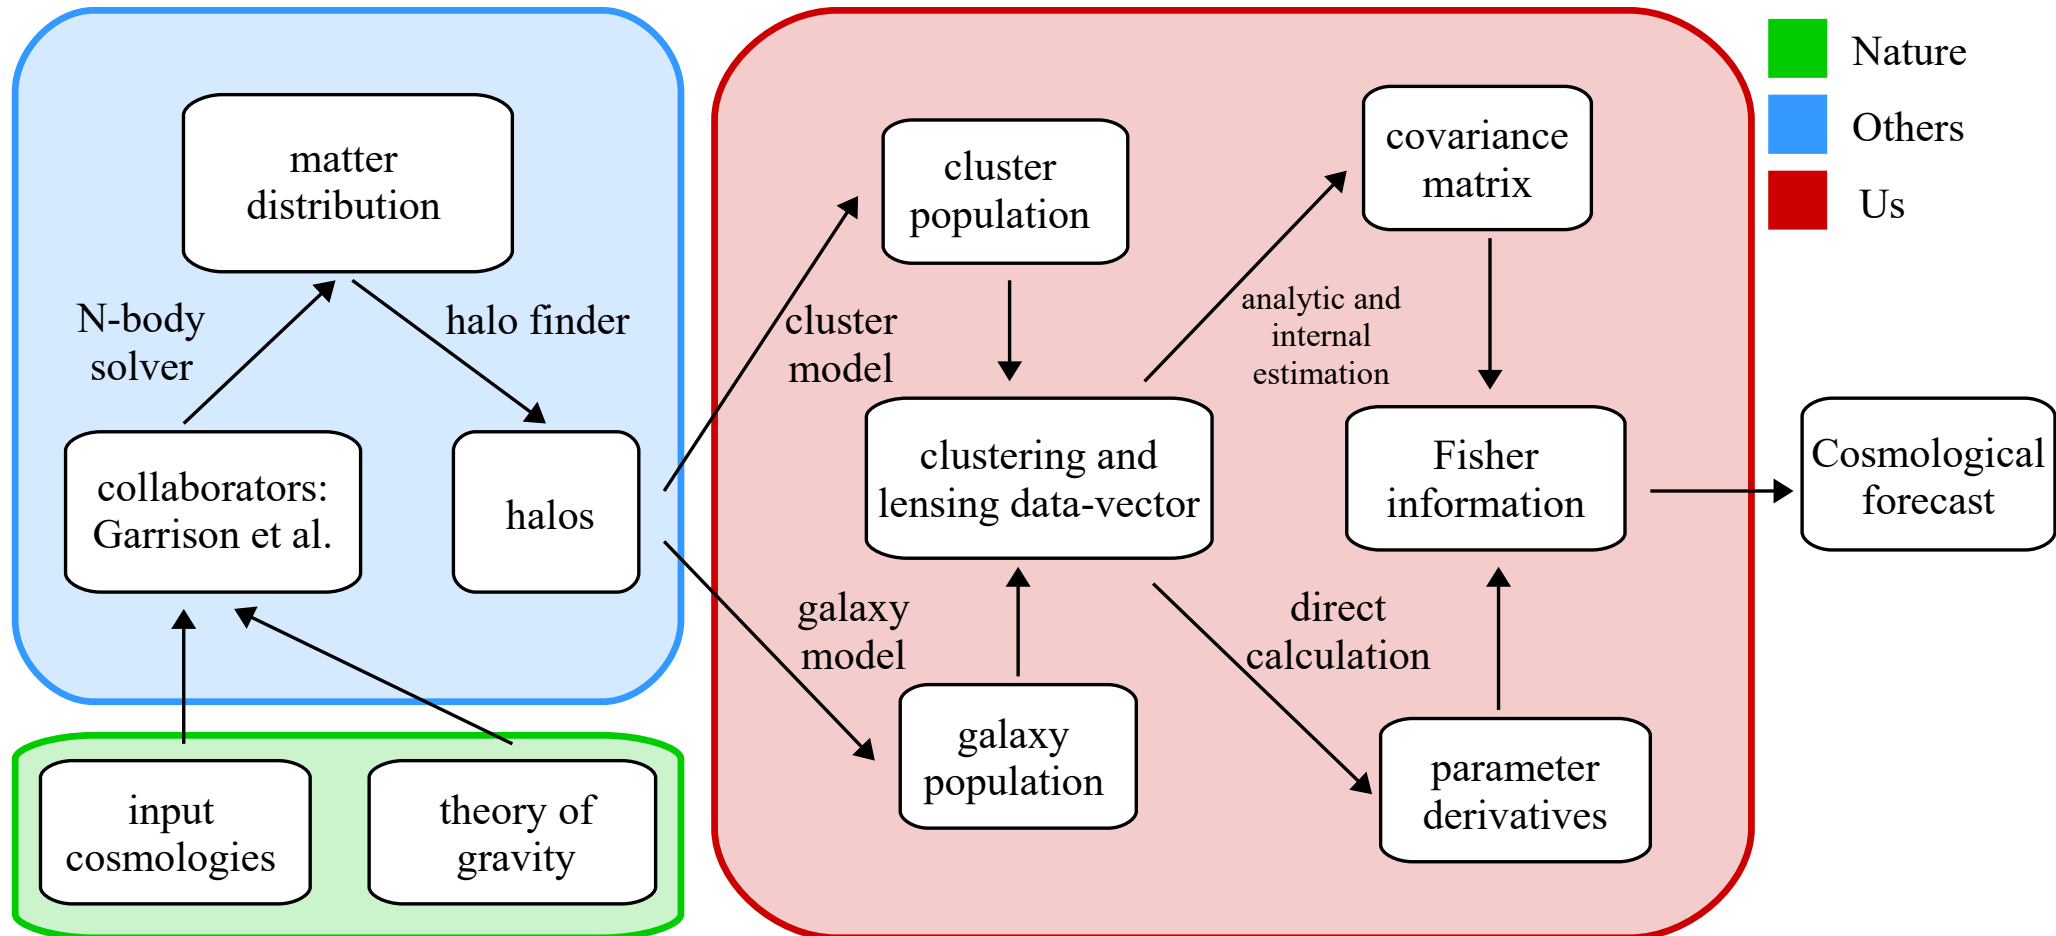 matter
distribution
N-body
solver
halo finder
collaborators:
Garrison et al.
halos
input
cosmologies
theory of
gravity
cluster
model
galaxy
model
cluster
population
clustering and
lensing data-vector
galaxy
population
analytic and
internal
estimation
direct
calculation
covariance
matrix
Fisher
information
parameter
derivatives
Cosmological
forecast
Nature
Others
Us